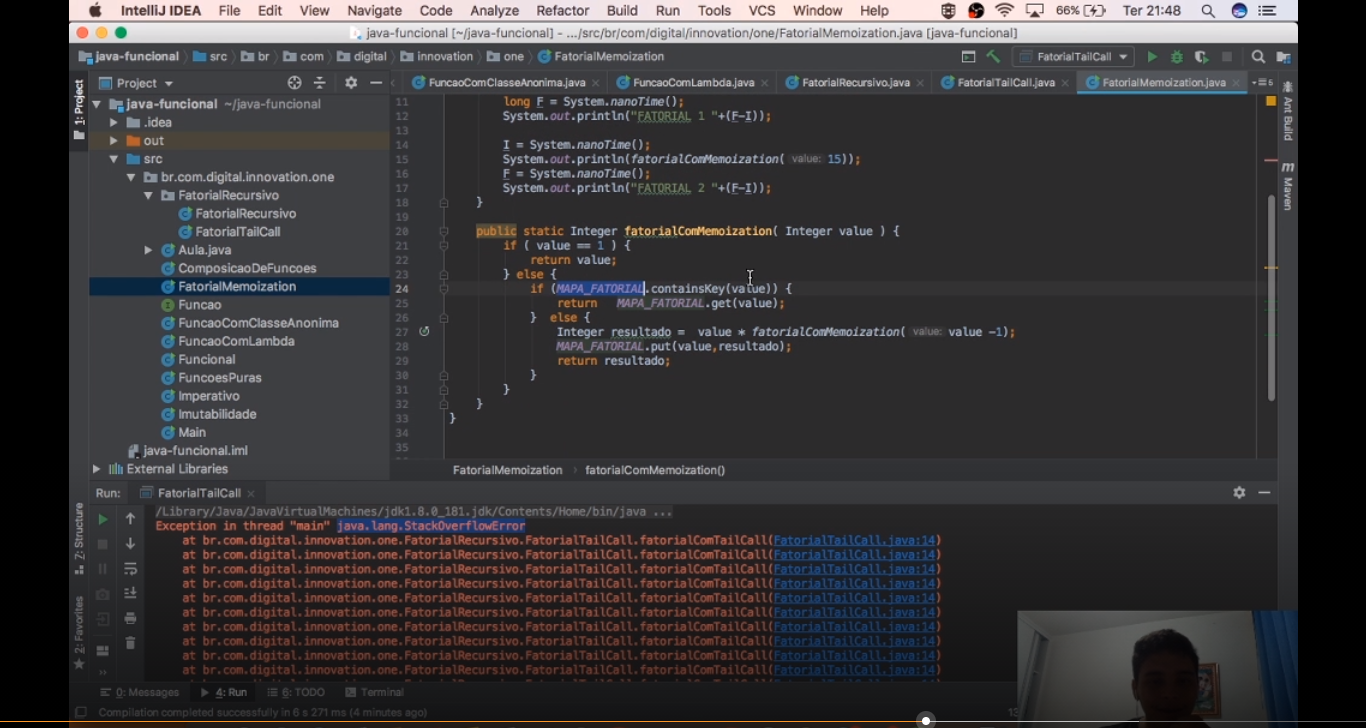 IntelliJ IDEA File Edit View Navigate Code Analyze Refactor Build Run Tools VCS Window Help 66% Ter 21:48
java-funcional [~/java-funcional] - .../src/br/com/digital/innovation/one/FatorialMemoization.java [java-funcional]
java-funcional src br com digital innovation one FatorialMemoization FatorialTailCall
Project FuncaoComClasseAnonima.java FuncaoComLambda.java FatorialRecursivo.java FatorialTailCall.java FatorialMemoization.java
1: Project
java-funcional ~/java-funcional
.idea
out
src
br.com.digital.innovation.one
FatorialRecursivo
FatorialRecursivo
FatorialTailCall
Aula.java
ComposicaoDeFuncoes
FatorialMemoization
Funcao
FuncaoComClasseAnonima
FuncaoComLambda
Funcional
FuncoesPuras
Imperativo
Imutabilidade
Main
java-funcional.iml
External Libraries
11 long F = System.nanoTime();
12 System.out.println("FATORIAL 1 "+(F-I));
13
14 I = System.nanoTime();
15 System.out.println(fatorialComMemoization( value: 15));
16 F = System.nanoTime();
17 System.out.println("FATORIAL 2 "+(F-I));
18 }
19
20 public static Integer fatorialComMemoization( Integer value ) {
21 if ( value == 1 ) {
22 return value;
23 } else {
24 if (MAPA_FATORIAL.containsKey(value)) {
25 return MAPA_FATORIAL.get(value);
26 } else {
27 Integer resultado = value * fatorialComMemoization( value: value -1);
28 MAPA_FATORIAL.put(value,resultado);
29 return resultado;
30 }
31 }
32 }
33 }
34
35
Ant Build
m Maven
FatorialMemoization › fatorialComMemoization()
Run: FatorialTailCall
7: Structure
2: Favorites
/Library/Java/JavaVirtualMachines/jdk1.8.0_181.jdk/Contents/Home/bin/java ...
Exception in thread "main" java.lang.StackOverflowError
at br.com.digital.innovation.one.FatorialRecursivo.FatorialTailCall.fatorialComTailCall(FatorialTailCall.java:14)
at br.com.digital.innovation.one.FatorialRecursivo.FatorialTailCall.fatorialComTailCall(FatorialTailCall.java:14)
at br.com.digital.innovation.one.FatorialRecursivo.FatorialTailCall.fatorialComTailCall(FatorialTailCall.java:14)
at br.com.digital.innovation.one.FatorialRecursivo.FatorialTailCall.fatorialComTailCall(FatorialTailCall.java:14)
at br.com.digital.innovation.one.FatorialRecursivo.FatorialTailCall.fatorialComTailCall(FatorialTailCall.java:14)
at br.com.digital.innovation.one.FatorialRecursivo.FatorialTailCall.fatorialComTailCall(FatorialTailCall.java:14)
at br.com.digital.innovation.one.FatorialRecursivo.FatorialTailCall.fatorialComTailCall(FatorialTailCall.java:14)
at br.com.digital.innovation.one.FatorialRecursivo.FatorialTailCall.fatorialComTailCall(FatorialTailCall.java:14)
at br.com.digital.innovation.one.FatorialRecursivo.FatorialTailCall.fatorialComTailCall(FatorialTailCall.java:14)
at br.com.digital.innovation.one.FatorialRecursivo.FatorialTailCall.fatorialComTailCall(FatorialTailCall.java:14)
0: Messages 4: Run 6: TODO Terminal
Compilation completed successfully in 6 s 271 ms (4 minutes ago)